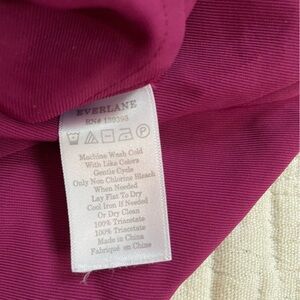 EVERLANE
RN# 139395
Machine Wash Cold
With Like Colors
Gentle Cycle
Only Non Chlorine Bleach
When Needed
Lay Flat To Dry
Cool Iron If Needed
Or Dry Clean
100% Triacetate
100% Triacetate
Made in China
Fabriqué en China